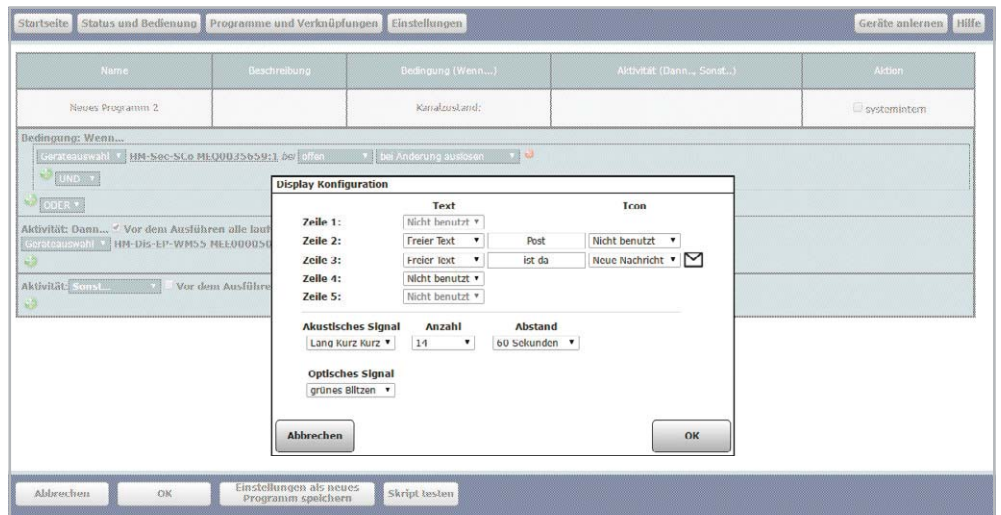 Startseite Status und Bedienung Programme und Verknüpfungen Einstellungen Geräte anlernen Hilfe
Name Beschreibung Bedingung (Wenn...) Aktivität (Dann.., Sonst..) Aktion
Neues Programm 2 Kanalzustand: systemintern
Bedingung: Wenn...
Geräteauswahl HM-Sec-SCo MEQ0035659:1 bei offen bei Änderung auslösen
UND
ODER
Aktivität: Dann... Vor dem Ausführen alle lauf
Geräteauswahl HM-Dis-EP-WM55
Aktivität: Sonst... Vor dem Ausführe
Display Konfiguration
Text Icon
Zeile 1: Nicht benutzt
Zeile 2: Freier Text Post Nicht benutzt
Zeile 3: Freier Text ist da Neue Nachricht
Zeile 4: Nicht benutzt
Zeile 5: Nicht benutzt
Akustisches Signal Anzahl Abstand
Lang Kurz Kurz 14 60 Sekunden
Optisches Signal
grünes Blitzen
Abbrechen OK
Abbrechen OK Einstellungen als neues Programm speichern Skript testen